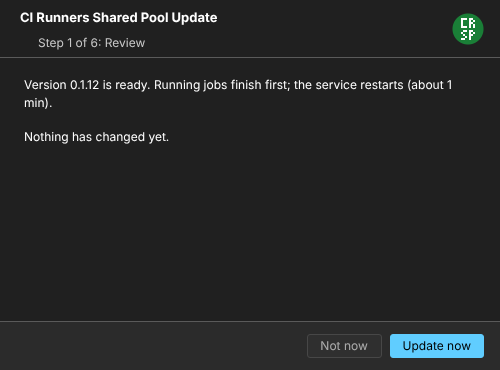 CI Runners Shared Pool Update
Step 1 of 6: Review
CR
SP
Version 0.1.12 is ready. Running jobs finish first; the service restarts (about 1
min).
Nothing has changed yet.
Not now
Update now